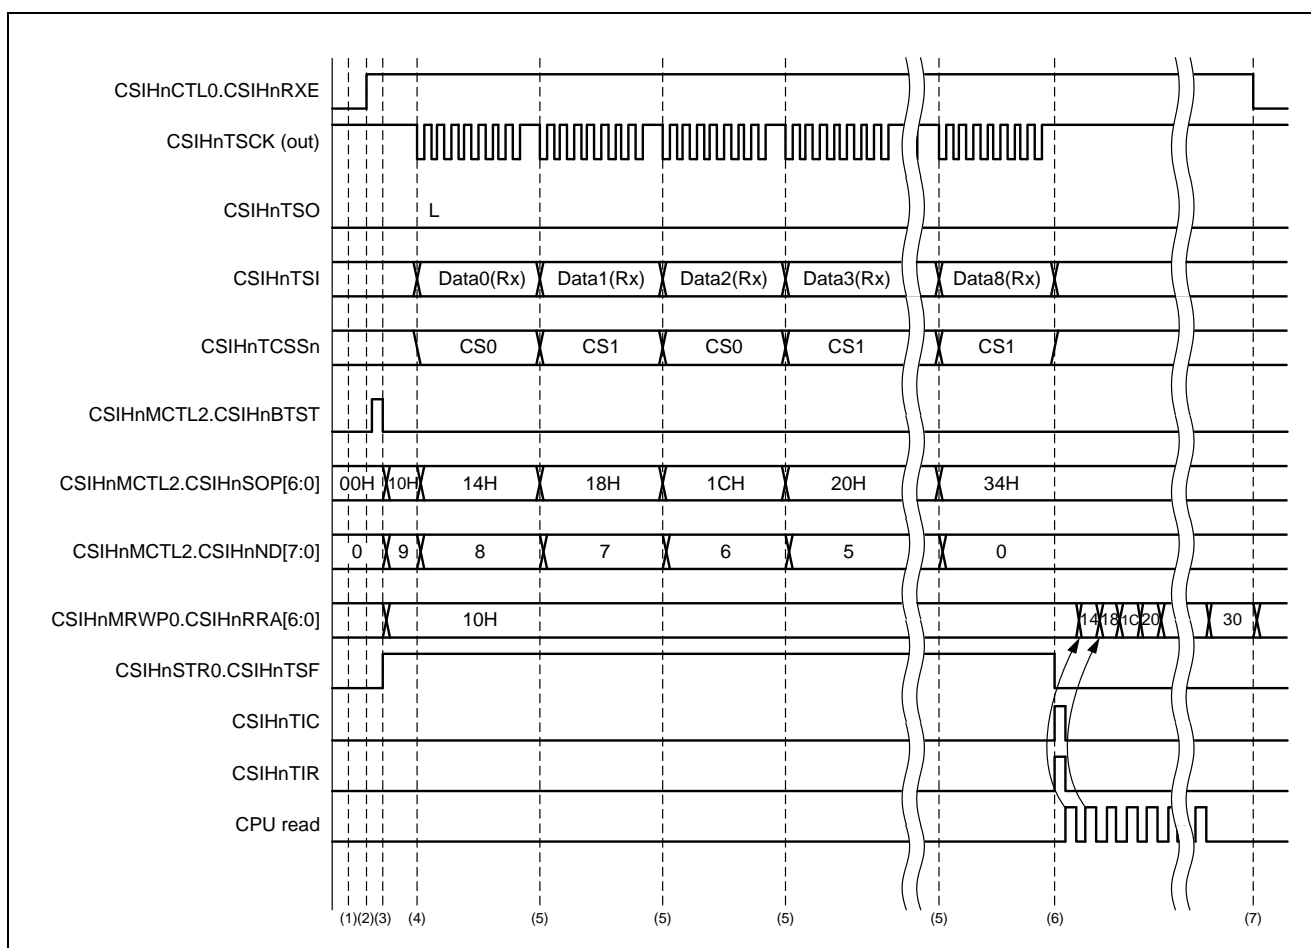 CSIHnCTL0.CSIHnRXE
CSIHnTSCK (out)
CSIHnTSO L
CSIHnTSI Data0(Rx) Data1(Rx) Data2(Rx) Data3(Rx) Data8(Rx)
CSIHnTCSSn CS0 CS1 CS0 CS1 CS1
CSIHnMCTL2.CSIHnBTST
CSIHnMCTL2.CSIHnSOP[6:0] 00H 10H 14H 18H 1CH 20H 34H
CSIHnMCTL2.CSIHnND[7:0] 0 9 8 7 6 5 0
CSIHnMRWP0.CSIHnRRA[6:0] 10H 14 18 1C 20 30
CSIHnSTR0.CSIHnTSF
CSIHnTIC
CSIHnTIR
CPU read
(1) (2) (3) (4) (5) (5) (5) (5) (6) (7)